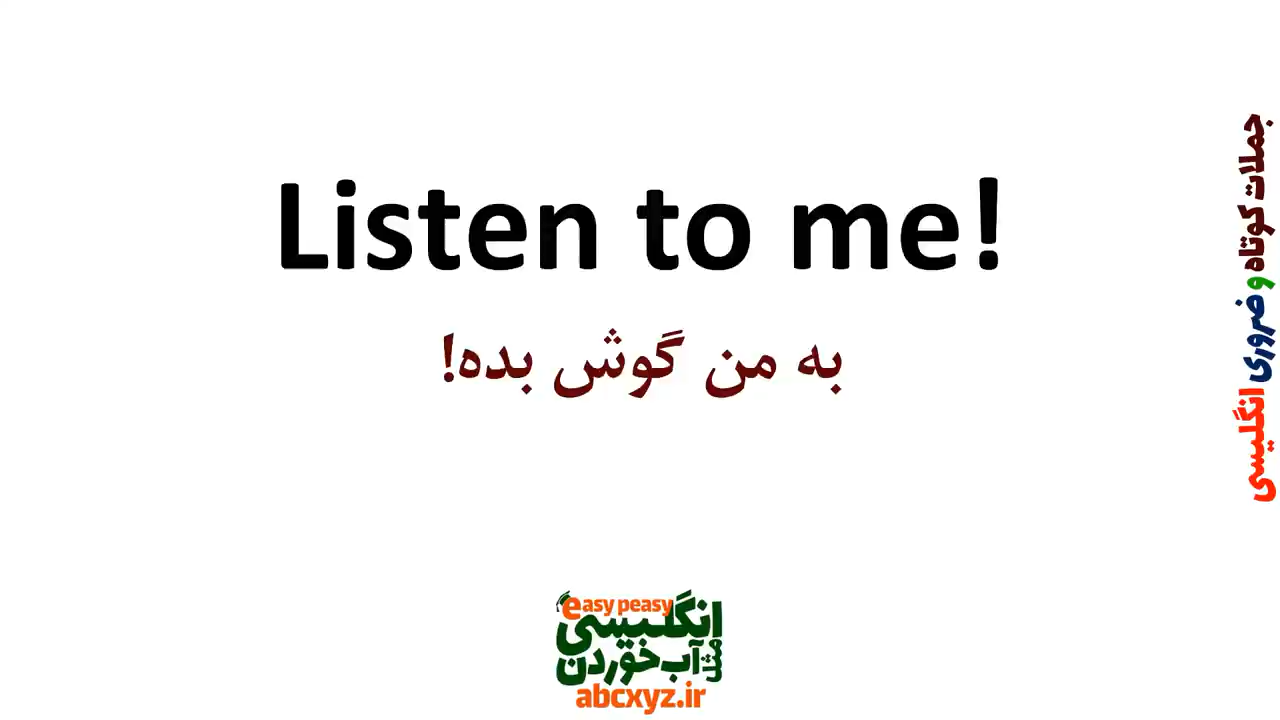 Listen to me!
به من گوش بده!
جملات کوتاه و ضروری انگلیسی
easy peasy
انگلیسی
مثل آب خوردن
abcxyz.ir